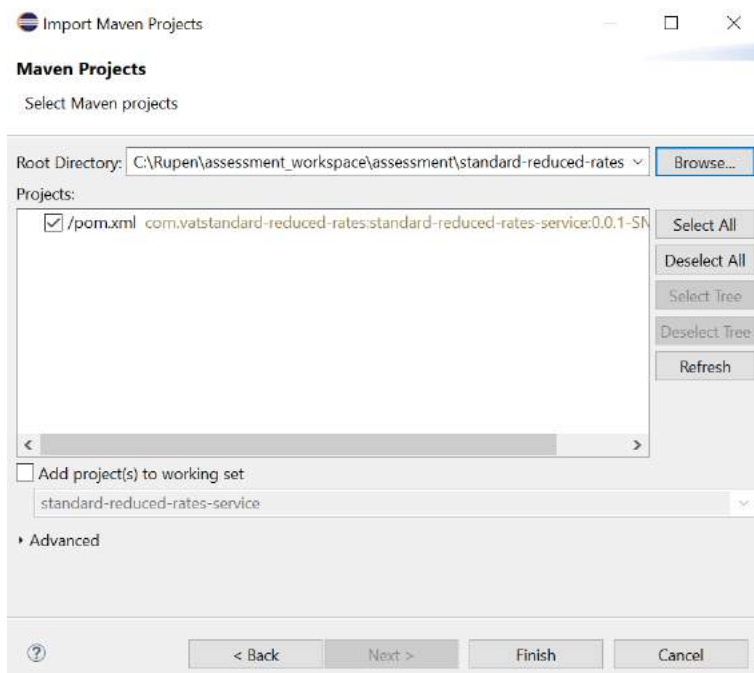 Import Maven Projects
Maven Projects
Select Maven projects
Root Directory: C:\Rupen\assessment_workspace\assessment\standard-reduced-rates Browse...
Projects:
/pom.xml com.vatstandard-reduced-rates:standard-reduced-rates-service:0.0.1-SN
Select All
Deselect All
Select Tree
Deselect Tree
Refresh
Add project(s) to working set
standard-reduced-rates-service
Advanced
? < Back Next > Finish Cancel